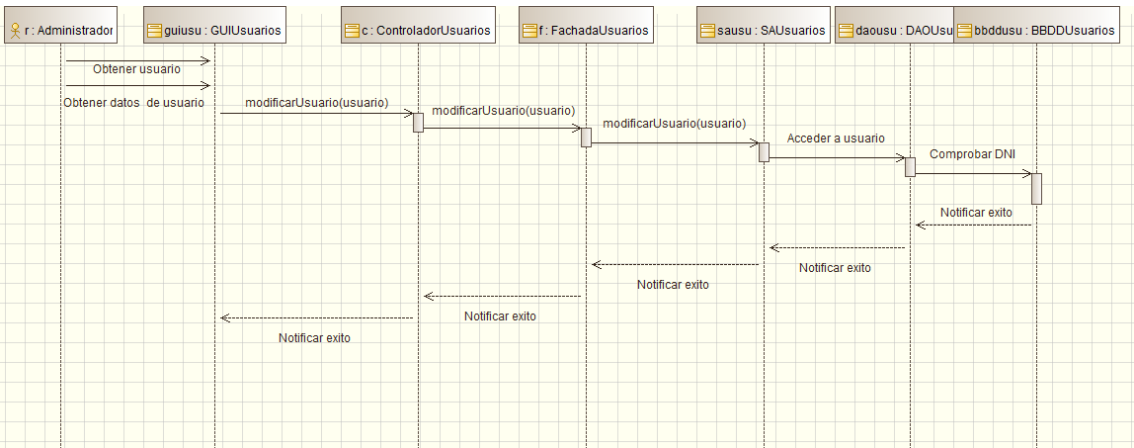 r : Administrador
guiusu : GUIUsuarios
c : ControladorUsuarios
f : FachadaUsuarios
sausu : SAUsuarios
daousu : DAOUsu
bbddusu : BBDDUsuarios
Obtener usuario
Obtener datos de usuario
modificarUsuario(usuario)
modificarUsuario(usuario)
modificarUsuario(usuario)
Acceder a usuario
Comprobar DNI
Notificar exito
Notificar exito
Notificar exito
Notificar exito
Notificar exito